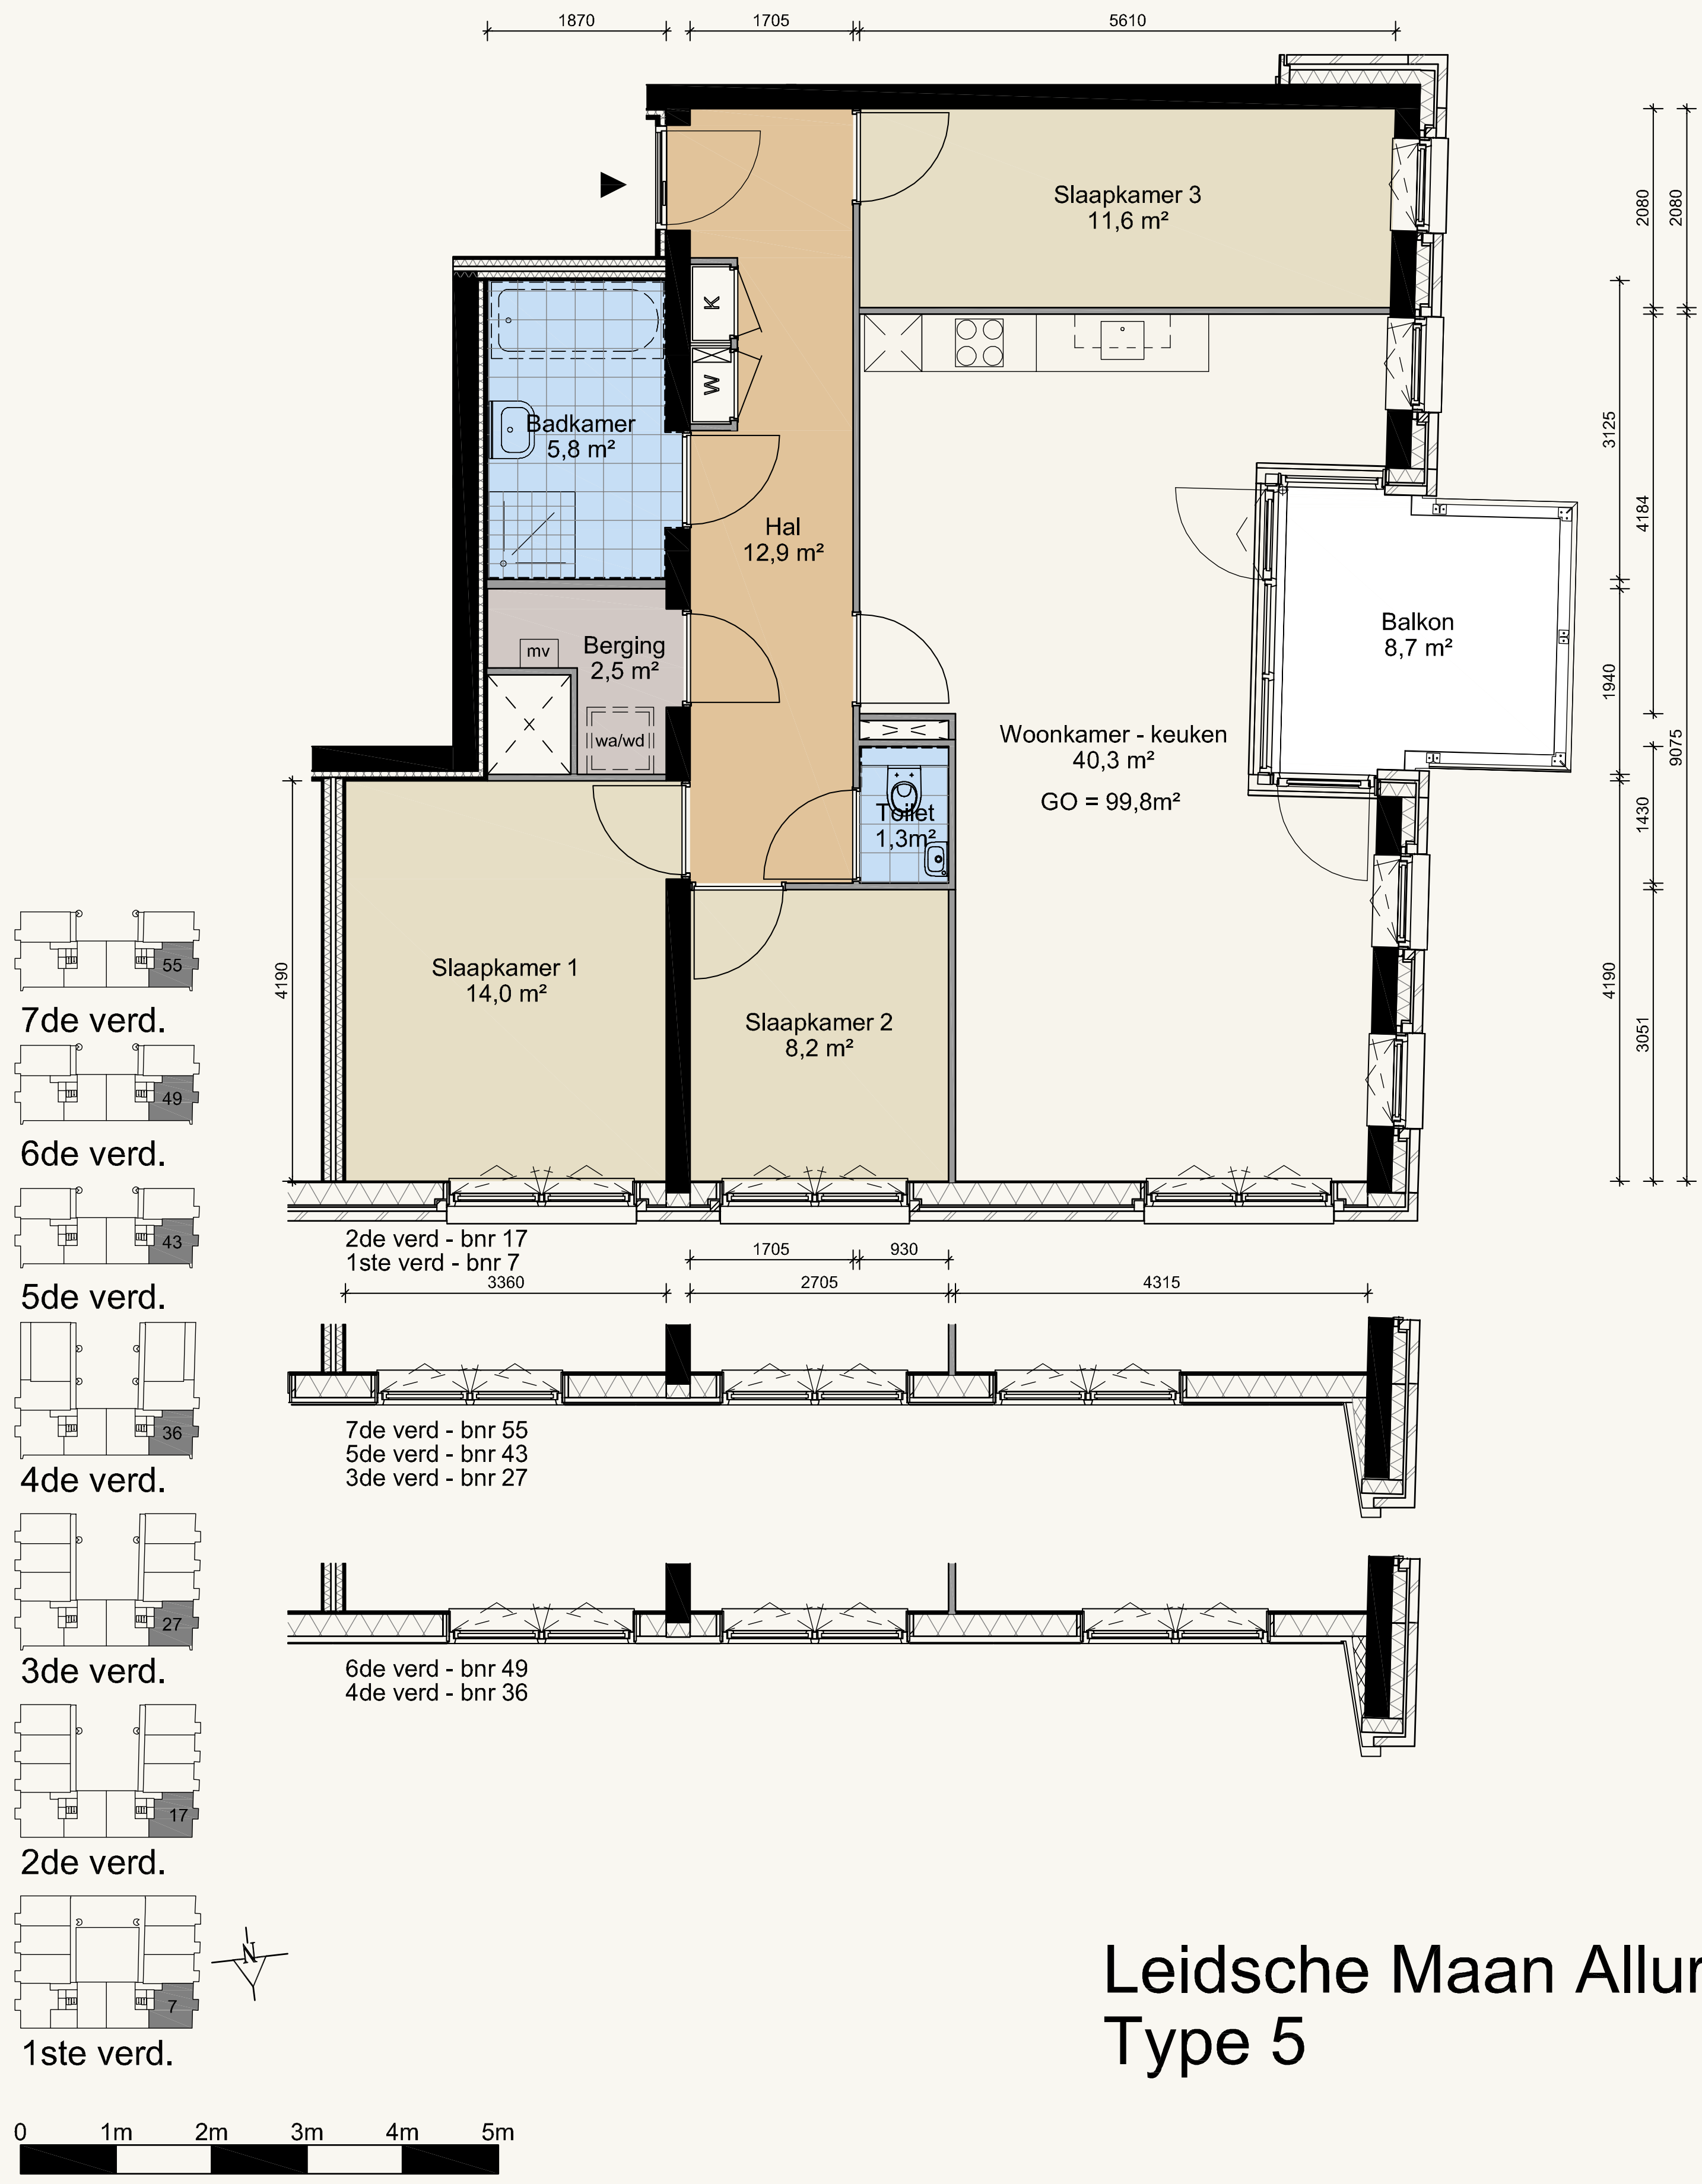 1870
1705
5610
Slaapkamer 3
11,6 m²
2080
2080
K
W
Badkamer
5,8 m²
3125
Hal
12,9 m²
4184
Balkon
8,7 m²
Berging
2,5 m²
mv
wa/wd
1940
Woonkamer - keuken
40,3 m²
GO = 99,8m²
9075
Toilet
1,3m²
1430
4190
Slaapkamer 1
14,0 m²
Slaapkamer 2
8,2 m²
4190
3051
55
7de verd.
49
6de verd.
43
5de verd.
36
4de verd.
27
3de verd.
17
2de verd.
7
1ste verd.
N
2de verd - bnr 17
1ste verd - bnr 7
1705
930
3360
2705
4315
7de verd - bnr 55
5de verd - bnr 43
3de verd - bnr 27
6de verd - bnr 49
4de verd - bnr 36
Leidsche Maan Allur
Type 5
0 1m 2m 3m 4m 5m